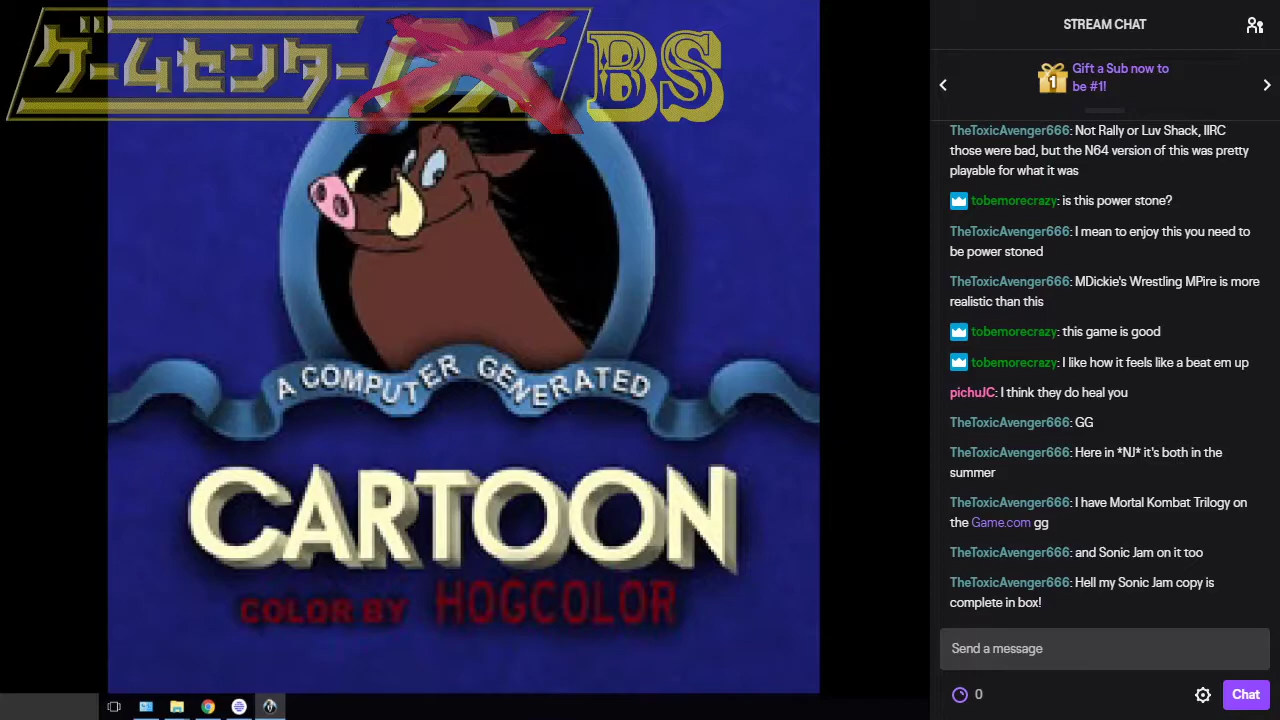 ゲームセンターCX BS
A COMPUTER GENERATED
CARTOON
COLOR BY HOGCOLOR
STREAM CHAT
1
Gift a Sub now to
be #1!
TheToxicAvenger666: Not Rally or Luv Shack, IIRC
those were bad, but the N64 version of this was pretty
playable for what it was
tobemorecrazy: is this power stone?
TheToxicAvenger666: I mean to enjoy this you need to
be power stoned
TheToxicAvenger666: MDickie's Wrestling MPire is more
realistic than this
tobemorecrazy: this game is good
tobemorecrazy: I like how it feels like a beat em up
pichuJC: I think they do heal you
TheToxicAvenger666: GG
TheToxicAvenger666: Here in *NJ* it's both in the
summer
TheToxicAvenger666: I have Mortal Kombat Trilogy on
the Game.com gg
TheToxicAvenger666: and Sonic Jam on it too
TheToxicAvenger666: Hell my Sonic Jam copy is
complete in box!
Send a message
0
Chat